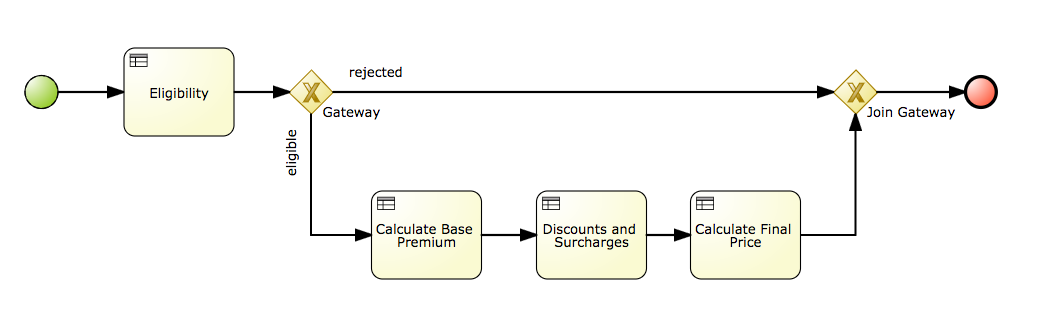 rejected
Eligibility
Gateway
Join Gateway
eligible
Calculate Base
Premium
Discounts and
Surcharges
Calculate Final
Price